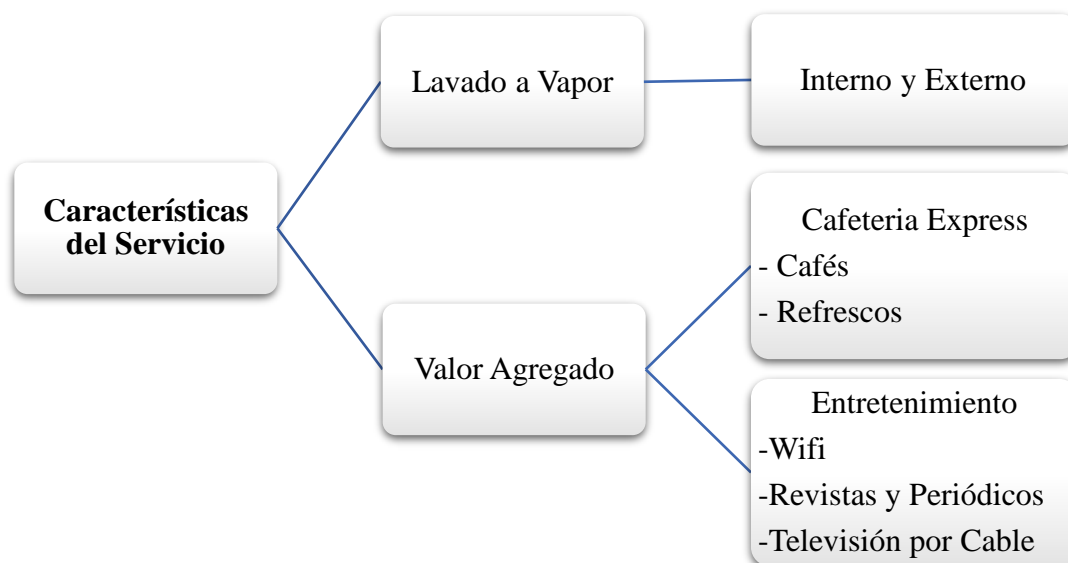 Características
del Servicio
Lavado a Vapor
Interno y Externo
Valor Agregado
Cafeteria Express
- Cafés
- Refrescos
Entretenimiento
-Wifi
-Revistas y Periódicos
-Televisión por Cable